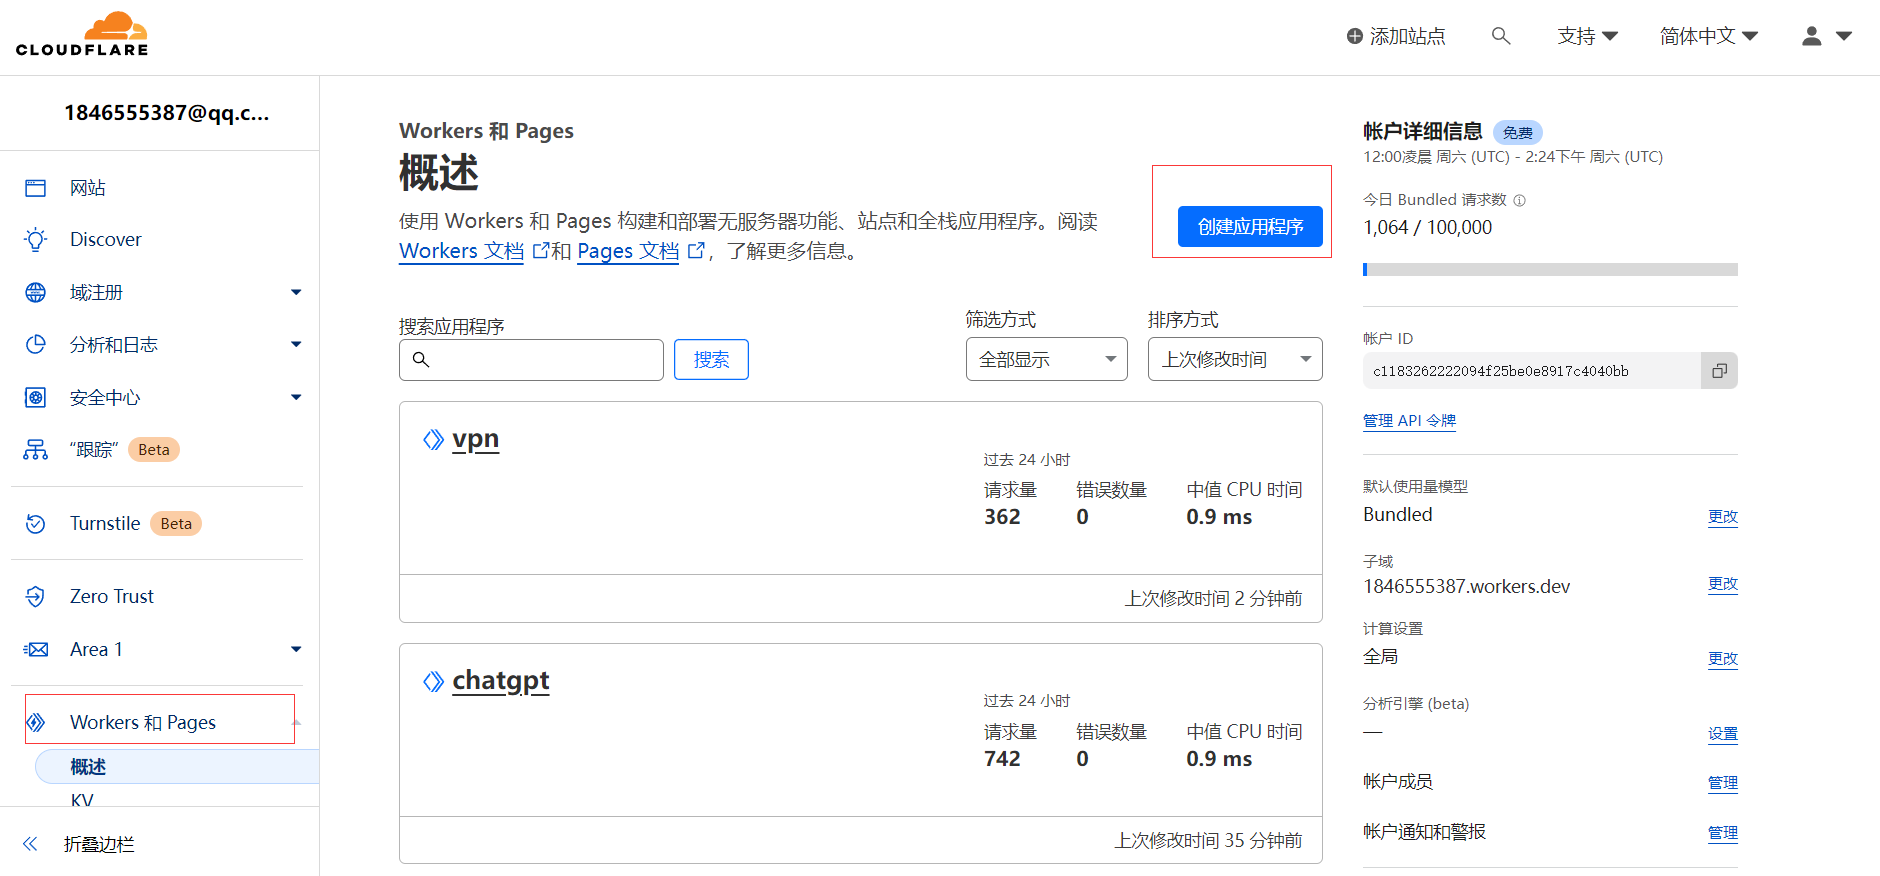 CLOUDFLARE
添加站点
支持
简体中文
1846555387@qq.c...
网站
Discover
域注册
分析和日志
安全中心
“跟踪” Beta
Turnstile Beta
Zero Trust
Area 1
Workers 和 Pages
概述
KV
折叠边栏
Workers 和 Pages
概述
使用 Workers 和 Pages 构建和部署无服务器功能、站点和全栈应用程序。阅读
Workers 文档 和 Pages 文档 ，了解更多信息。
创建应用程序
搜索应用程序
搜索
筛选方式
全部显示
排序方式
上次修改时间
vpn
过去 24 小时
请求量 错误数量 中值 CPU 时间
362 0 0.9 ms
上次修改时间 2 分钟前
chatgpt
过去 24 小时
请求量 错误数量 中值 CPU 时间
742 0 0.9 ms
上次修改时间 35 分钟前
帐户详细信息 免费
12:00凌晨 周六 (UTC) - 2:24下午 周六 (UTC)
今日 Bundled 请求数
1,064 / 100,000
帐户 ID
c1183262222094f25be0e8917c4040bb
管理 API 令牌
默认使用量模型
Bundled 更改
子域
1846555387.workers.dev 更改
计算设置
全局 更改
分析引擎 (beta)
— 设置
帐户成员 管理
帐户通知和警报 管理